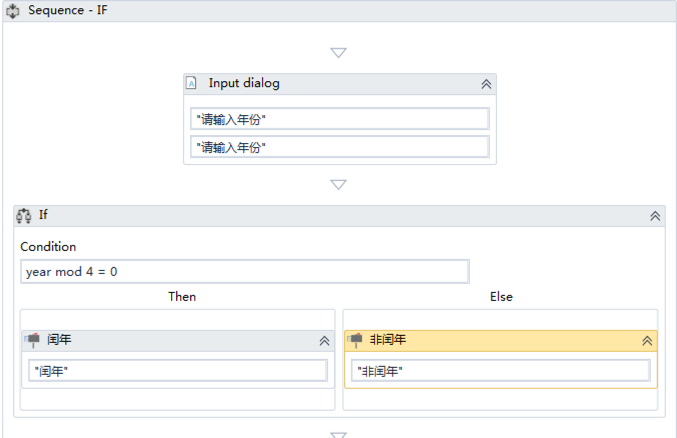 Sequence - IF
Input dialog
"请输入年份"
"请输入年份"
If
Condition
year mod 4 = 0
Then
Else
闰年
非闰年
"闰年"
"非闰年"